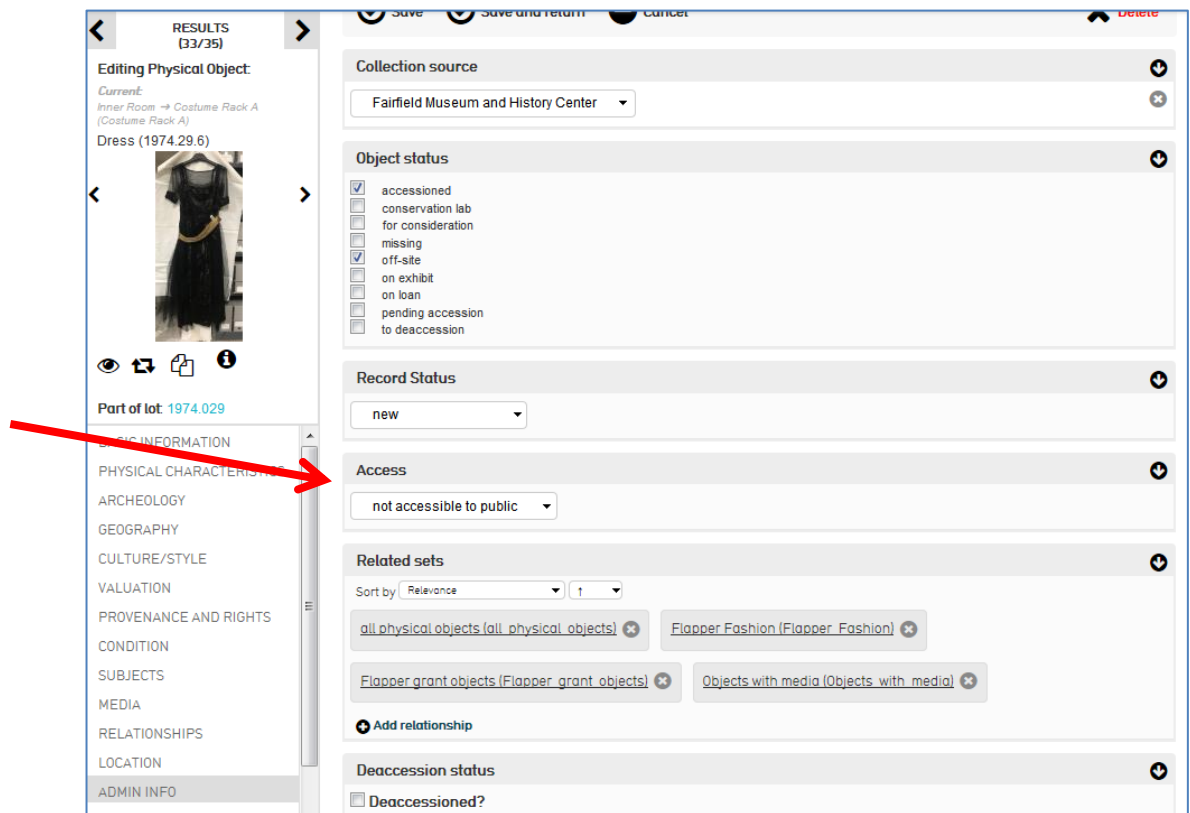 RESULTS
(33/35)
Editing Physical Object:
Current:
Inner Room → Costume Rack A
(Costume Rack A)
Dress (1974.29.6)
Part of lot: 1974.029
BASIC INFORMATION
PHYSICAL CHARACTERISTICS
ARCHEOLOGY
GEOGRAPHY
CULTURE/STYLE
VALUATION
PROVENANCE AND RIGHTS
CONDITION
SUBJECTS
MEDIA
RELATIONSHIPS
LOCATION
ADMIN INFO
Save Save and return Cancel Delete
Collection source
Fairfield Museum and History Center
Object status
accessioned
conservation lab
for consideration
missing
off-site
on exhibit
on loan
pending accession
to deaccession
Record Status
new
Access
not accessible to public
Related sets
Sort by Relevance ↑
all physical objects (all_physical_objects) Flapper Fashion (Flapper_Fashion)
Flapper grant objects (Flapper_grant_objects) Objects with media (Objects_with_media)
Add relationship
Deaccession status
Deaccessioned?